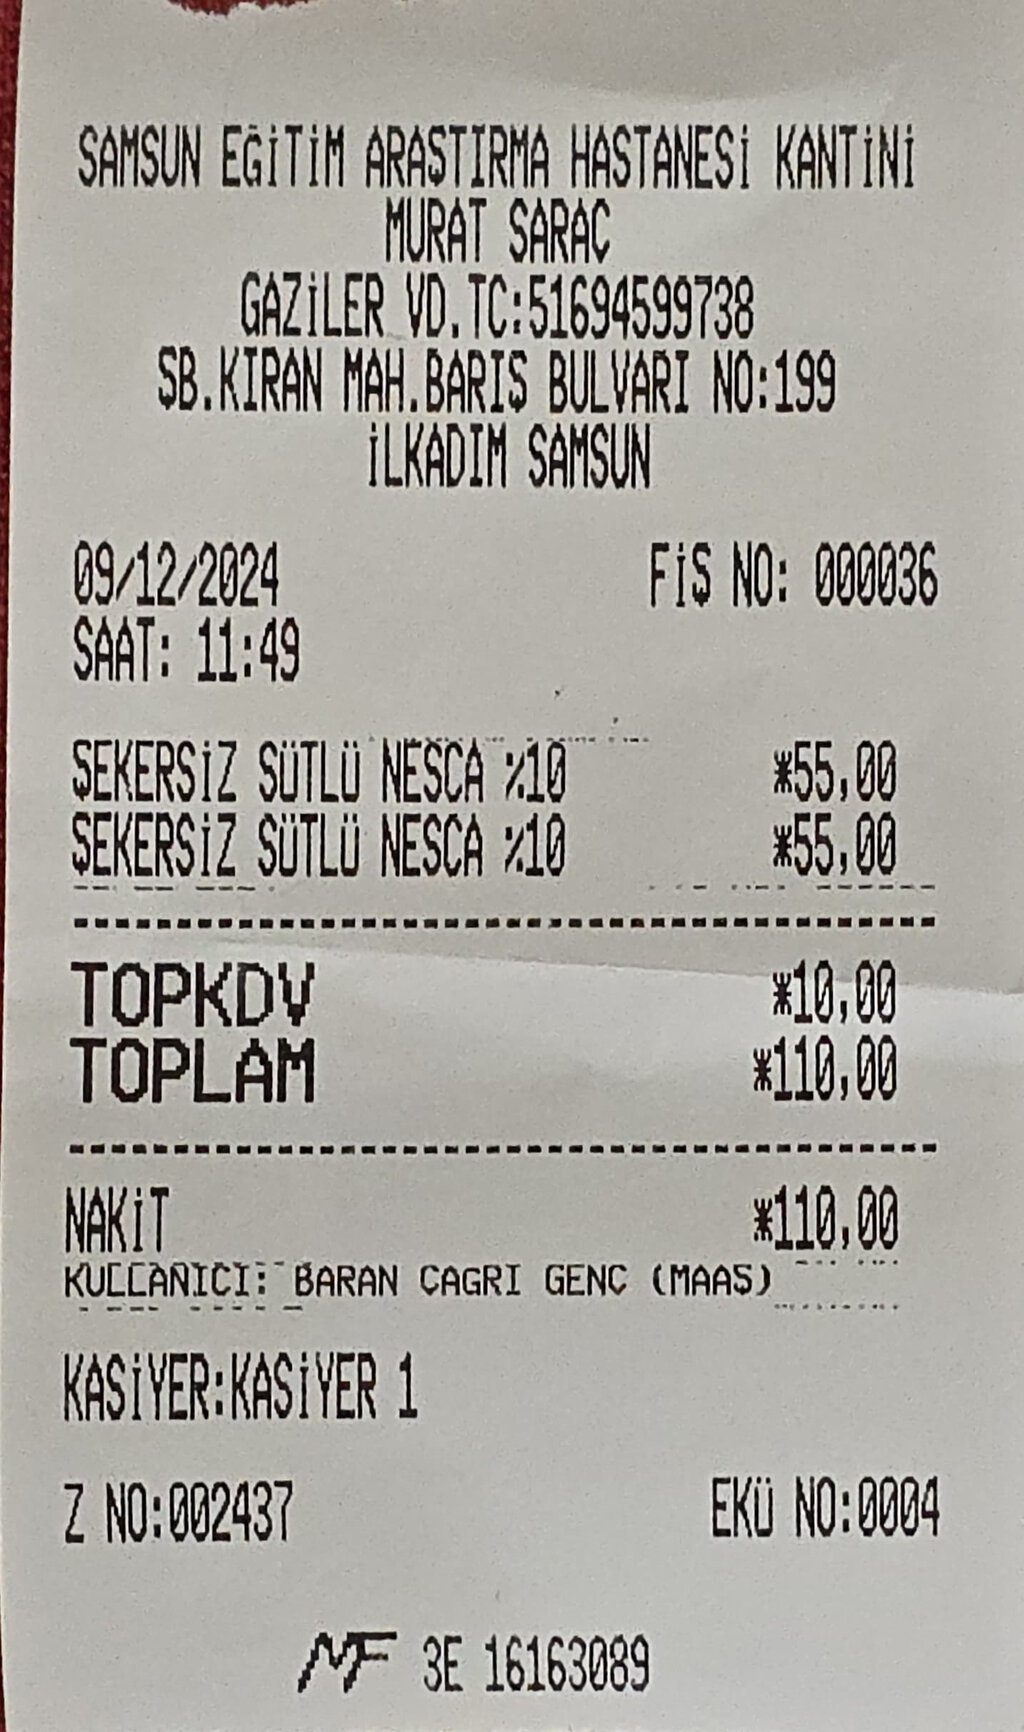 SAMSUN EĞİTİM ARAŞTIRMA HASTANESİ KANTİNİ
MURAT SARAÇ
GAZİLER VD.TC:51694599738
ŞB.KIRAN MAH.BARIŞ BULVARI NO:199
İLKADIM SAMSUN
09/12/2024 FİŞ NO: 000036
SAAT: 11:49
ŞEKERSİZ SÜTLÜ NESCA %10 *55,00
ŞEKERSİZ SÜTLÜ NESCA %10 *55,00
TOPKDV *10,00
TOPLAM *110,00
NAKİT *110,00
KULLANICI: BARAN ÇAGRI GENÇ (MAAŞ)
KASİYER:KASİYER 1
Z NO:002437 EKÜ NO:0004
MF 3E 16163089